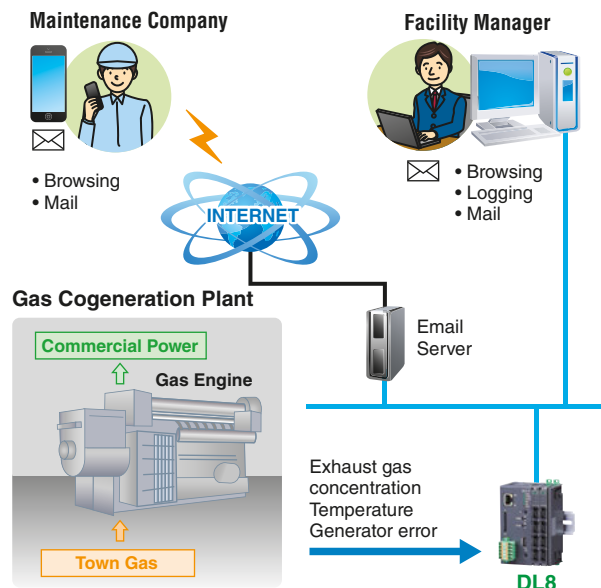 Maintenance Company
• Browsing
• Mail
Facility Manager
• Browsing
• Logging
• Mail
INTERNET
Email
Server
Gas Cogeneration Plant
Commercial Power
Gas Engine
Town Gas
Exhaust gas
concentration
Temperature
Generator error
DL8